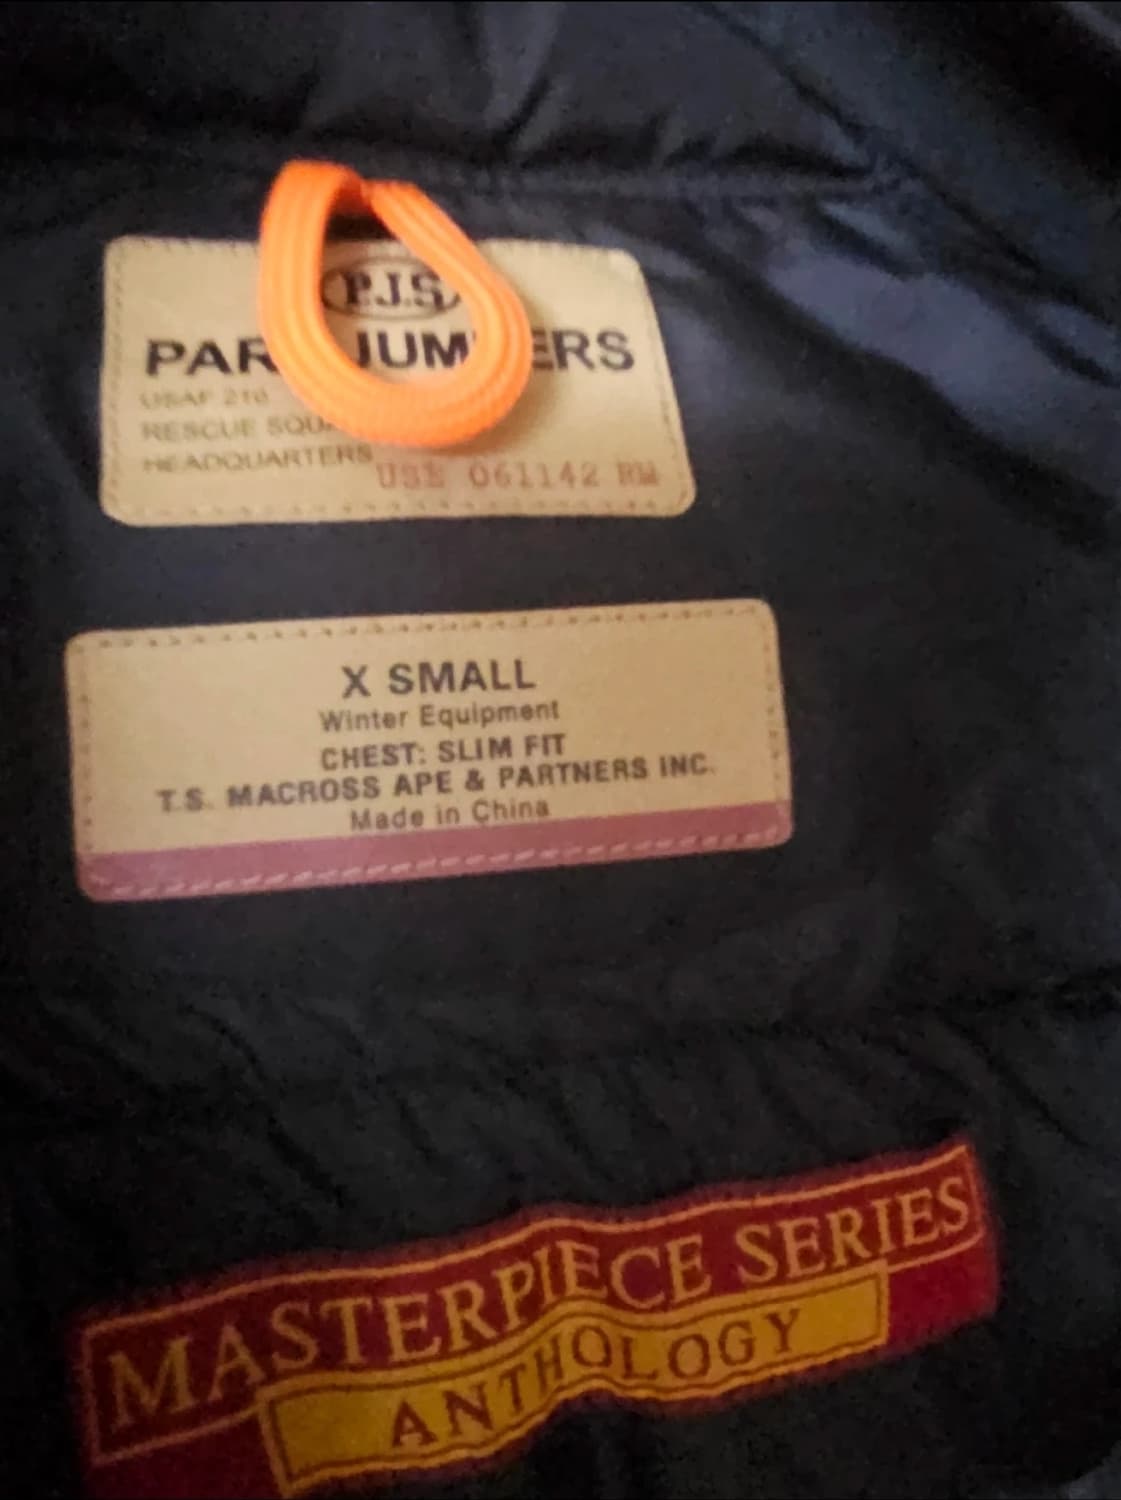 P.J.S.
PAR JUM ERS
USAF 210
RESCUE SQU
HEADQUARTERS
USE 061142 RW
X SMALL
Winter Equipment
CHEST: SLIM FIT
T.S. MACROSS APE & PARTNERS INC.
Made in China
MASTERPIECE SERIES
ANTHOLOGY